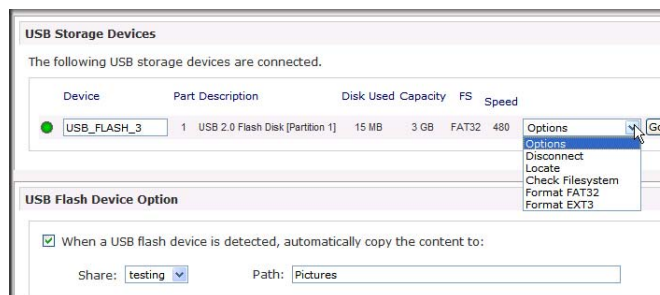 USB Storage Devices
The following USB storage devices are connected.
Device Part Description Disk Used Capacity FS Speed
USB_FLASH_3 1 USB 2.0 Flash Disk [Partition 1] 15 MB 3 GB FAT32 480 Options Go
Options
Disconnect
Locate
Check Filesystem
Format FAT32
Format EXT3
USB Flash Device Option
When a USB flash device is detected, automatically copy the content to:
Share: testing Path: Pictures